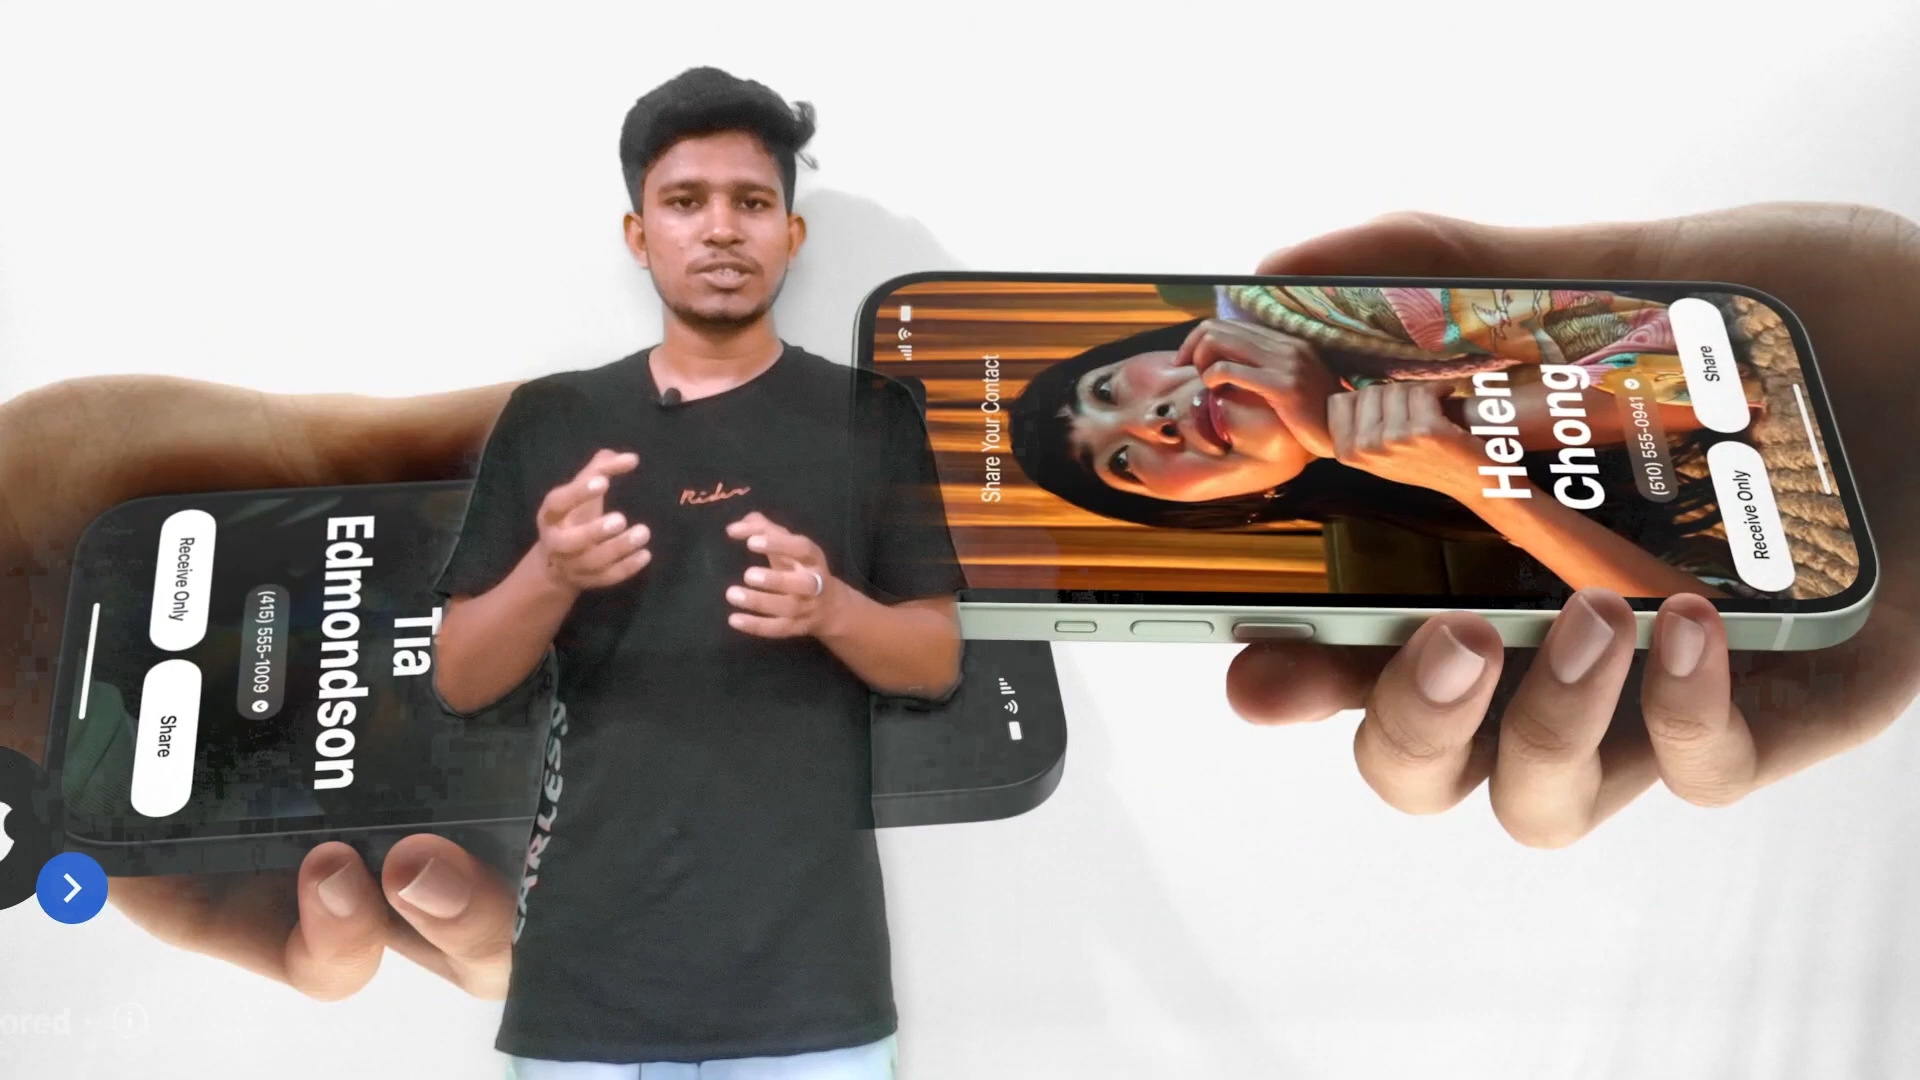 Rider
Share Your Contact
Helen
Chong
(510) 555-0941
Receive Only
Share
Tia
Edmondson
(415) 555-1009
Receive Only
Share